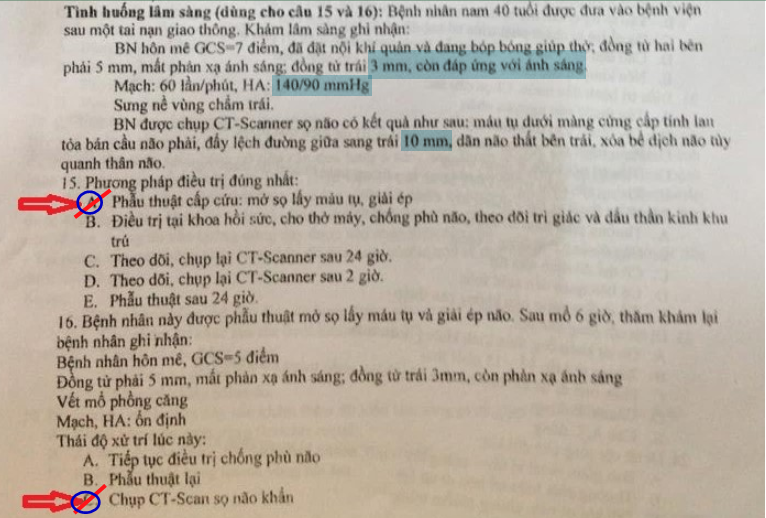 Tình huống lâm sàng (dùng cho câu 15 và 16): Bệnh nhân nam 40 tuổi được đưa vào bệnh viện
sau một tai nạn giao thông. Khám lâm sàng ghi nhận:
BN hôn mê GCS=7 điểm, đã đặt nội khí quản và đang bóp bóng giúp thở; đồng tử hai bên
phải 5 mm, mất phản xạ ánh sáng; đồng tử trái 3 mm, còn đáp ứng với ánh sáng.
Mạch: 60 lần/phút, HA: 140/90 mmHg
Sưng nề vùng chẩm trái.
BN được chụp CT-Scanner sọ não có kết quả như sau: máu tụ dưới màng cứng cấp tính lan
tỏa bán cầu não phải, đẩy lệch đường giữa sang trái 10 mm, dãn não thất bên trái, xóa bể dịch não tủy
quanh thân não.
15. Phương pháp điều trị đúng nhất:
A. Phẫu thuật cấp cứu: mở sọ lấy máu tụ, giải ép
B. Điều trị tại khoa hồi sức, cho thở máy, chống phù não, theo dõi tri giác và dấu thần kinh khu
trú
C. Theo dõi, chụp lại CT-Scanner sau 24 giờ.
D. Theo dõi, chụp lại CT-Scanner sau 2 giờ.
E. Phẫu thuật sau 24 giờ.
16. Bệnh nhân này được phẫu thuật mở sọ lấy máu tụ và giải ép não. Sau mổ 6 giờ, thăm khám lại
bệnh nhân ghi nhận:
Bệnh nhân hôn mê, GCS=5 điểm
Đồng tử phải 5 mm, mất phản xạ ánh sáng; đồng tử trái 3mm, còn phản xạ ánh sáng
Vết mổ phồng căng
Mạch, HA: ổn định
Thái độ xử trí lúc này:
A. Tiếp tục điều trị chống phù não
B. Phẫu thuật lại
Chụp CT-Scan sọ não khẩn